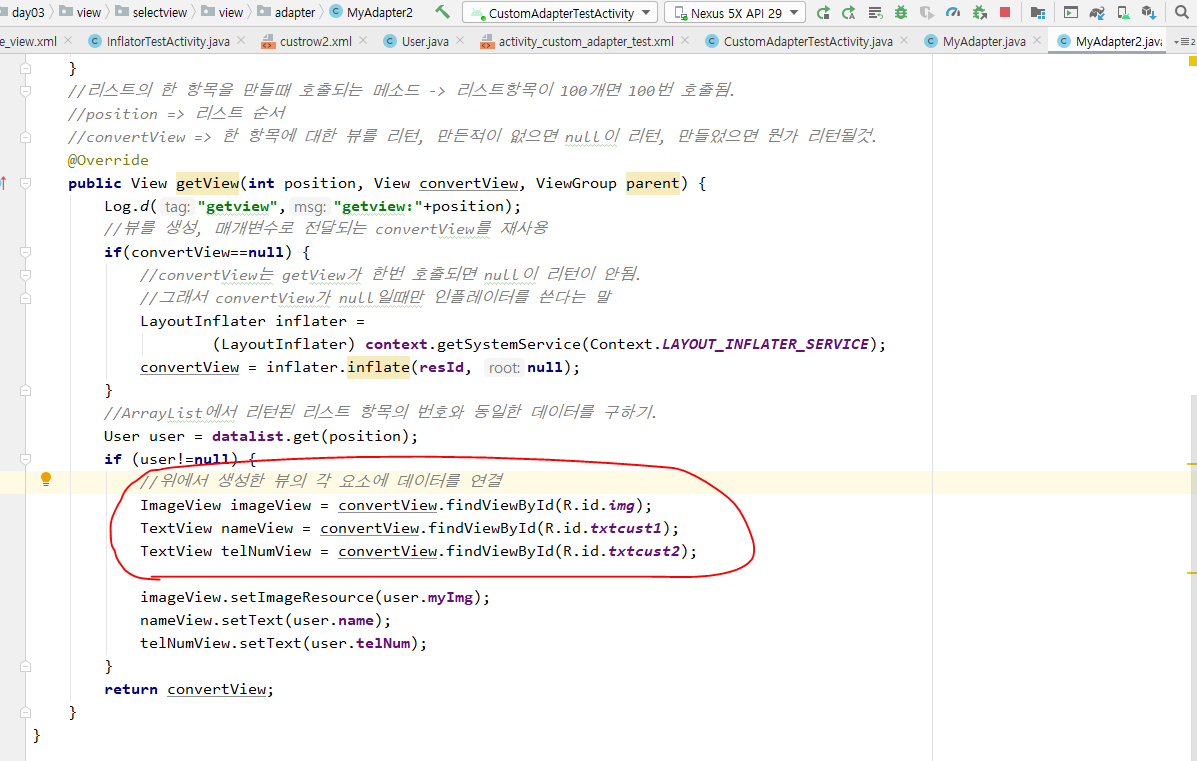 day03 view selectview view adapter MyAdapter2 CustomAdapterTestActivity Nexus 5X API 29
e_view.xml InflatorTestActivity.java custrow2.xml User.java activity_custom_adapter_test.xml CustomAdapterTestActivity.java MyAdapter.java MyAdapter2.java
}
//리스트의 한 항목을 만들때 호출되는 메소드 -> 리스트항목이 100개면 100번 호출됨.
//position => 리스트 순서
//convertView => 한 항목에 대한 뷰를 리턴, 만든적이 없으면 null이 리턴, 만들었으면 뭔가 리턴될것.
@Override
public View getView(int position, View convertView, ViewGroup parent) {
Log.d( tag: "getview", msg: "getview:"+position);
//뷰를 생성, 매개변수로 전달되는 convertView를 재사용
if(convertView==null) {
//convertView는 getView가 한번 호출되면 null이 리턴이 안됨.
//그래서 convertView가 null일때만 인플레이터를 쓴다는 말
LayoutInflater inflater =
(LayoutInflater) context.getSystemService(Context.LAYOUT_INFLATER_SERVICE);
convertView = inflater.inflate(resId, root: null);
}
//ArrayList에서 리턴된 리스트 항목의 번호와 동일한 데이터를 구하기.
User user = datalist.get(position);
if (user!=null) {
//위에서 생성한 뷰의 각 요소에 데이터를 연결
ImageView imageView = convertView.findViewById(R.id.img);
TextView nameView = convertView.findViewById(R.id.txtcust1);
TextView telNumView = convertView.findViewById(R.id.txtcust2);
imageView.setImageResource(user.myImg);
nameView.setText(user.name);
telNumView.setText(user.telNum);
}
return convertView;
}
}